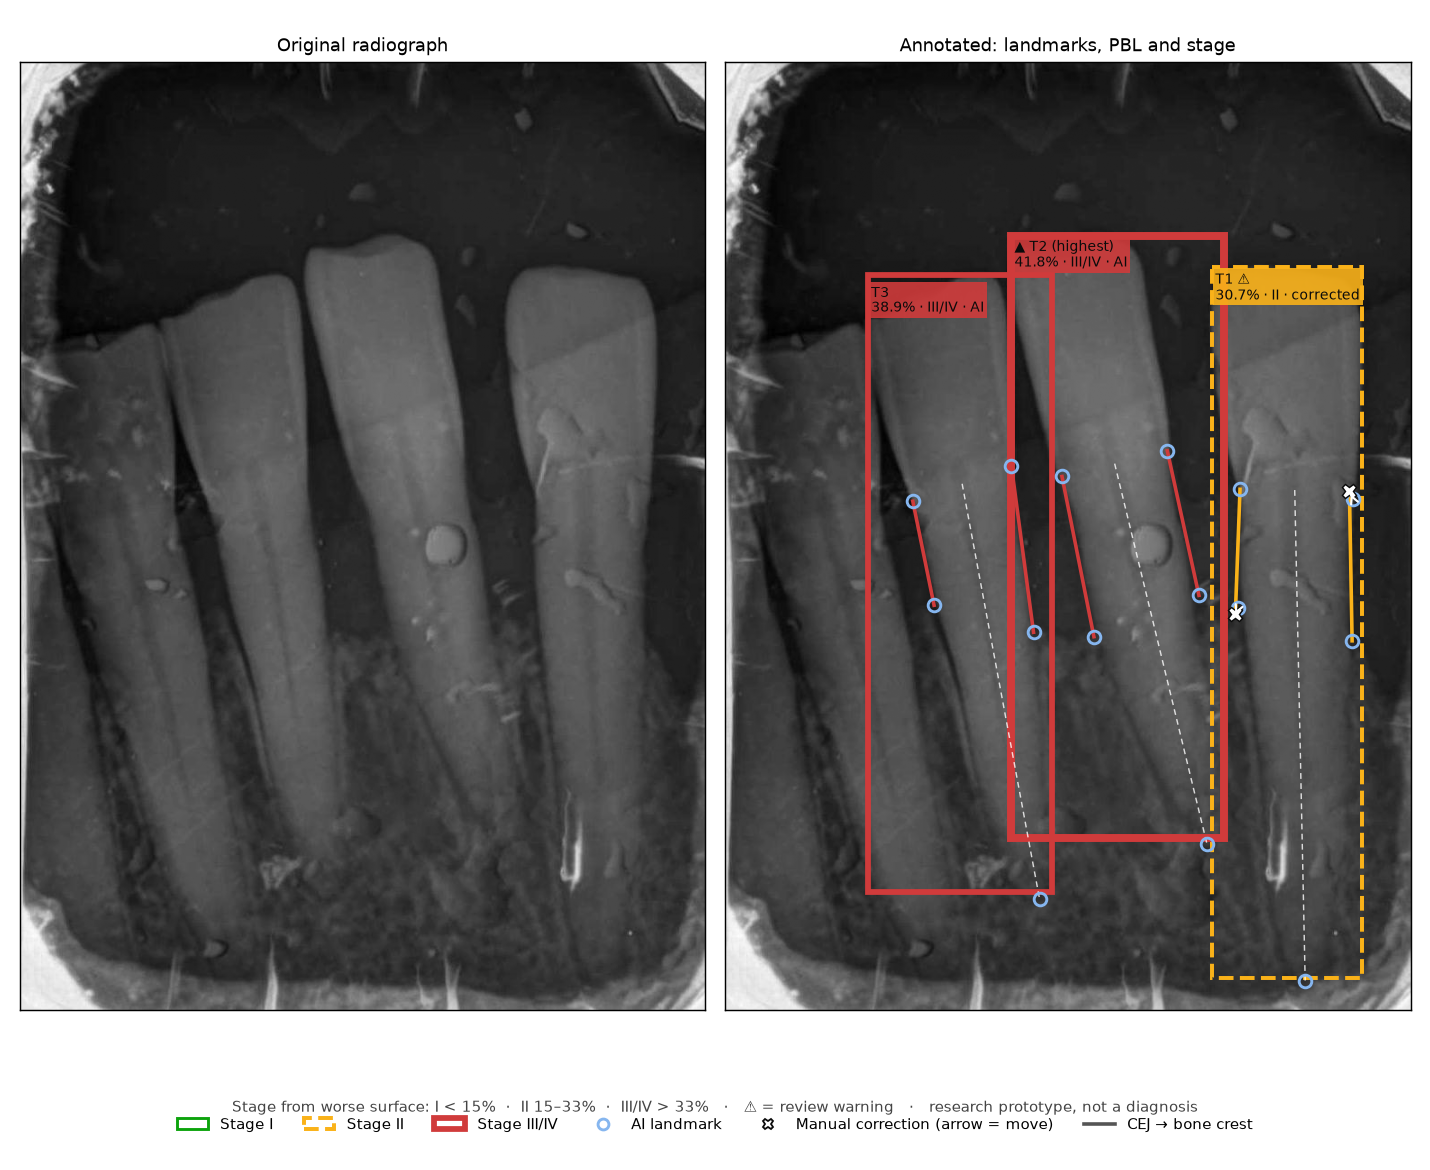 Original radiograph
Annotated: landmarks, PBL and stage
▲ T2 (highest)
41.8% · III/IV · AI
T1 ⚠
30.7% · II · corrected
T3
38.9% · III/IV · AI
Stage from worse surface: I < 15% · II 15–33% · III/IV > 33% · ⚠ = review warning · research prototype, not a diagnosis
Stage I
Stage II
Stage III/IV
AI landmark
Manual correction (arrow = move)
CEJ → bone crest